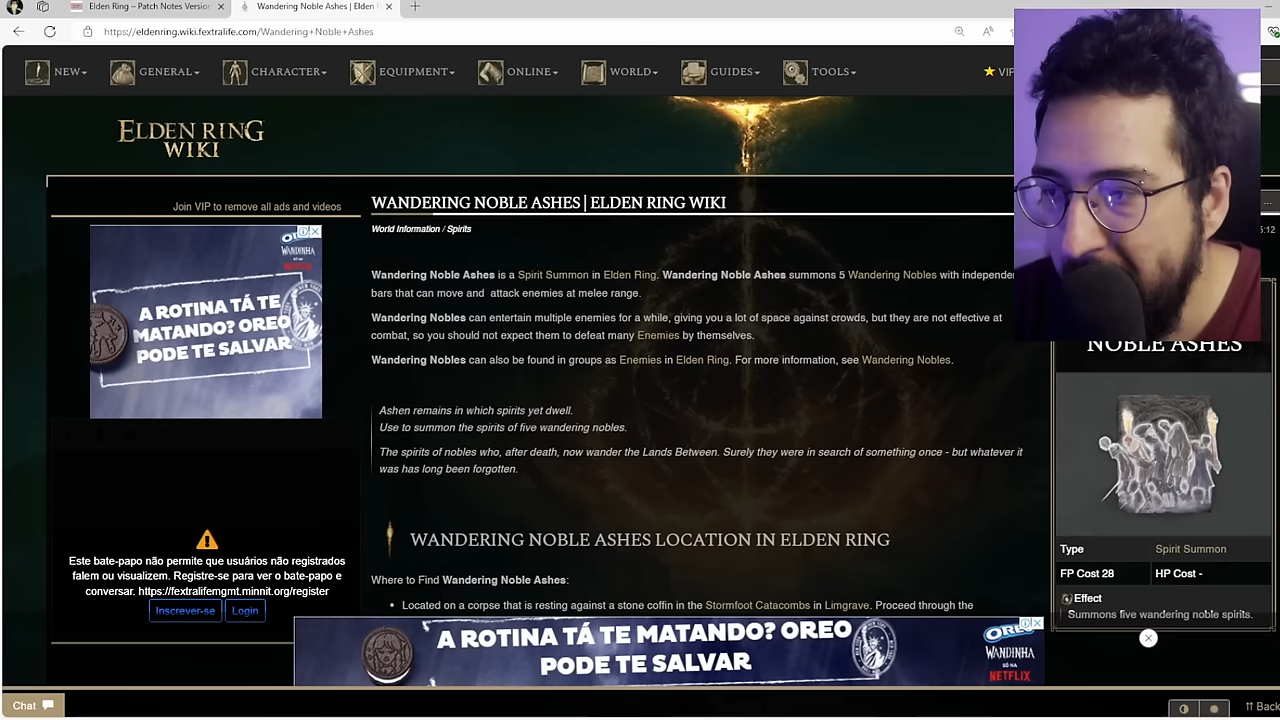 Elden Ring – Patch Notes Version
Wandering Noble Ashes | Elden
https://eldenring.wiki.fextralife.com/Wandering+Noble+Ashes
NEW
GENERAL
CHARACTER
EQUIPMENT
ONLINE
WORLD
GUIDES
TOOLS
VIP
ELDEN RING
WIKI
Join VIP to remove all ads and videos
WANDINHA
A ROTINA TÁ TE
MATANDO? OREO
PODE TE SALVAR
Este bate-papo não permite que usuários não registrados
falem ou visualizem. Registre-se para ver o bate-papo e
conversar. https://fextralifemgmt.minnit.org/register
Inscrever-se
Login
WANDERING NOBLE ASHES | ELDEN RING WIKI
World Information / Spirits
Wandering Noble Ashes is a Spirit Summon in Elden Ring. Wandering Noble Ashes summons 5 Wandering Nobles with independen
bars that can move and attack enemies at melee range.
Wandering Nobles can entertain multiple enemies for a while, giving you a lot of space against crowds, but they are not effective at
combat, so you should not expect them to defeat many Enemies by themselves.
Wandering Nobles can also be found in groups as Enemies in Elden Ring. For more information, see Wandering Nobles.
Ashen remains in which spirits yet dwell.
Use to summon the spirits of five wandering nobles.
The spirits of nobles who, after death, now wander the Lands Between. Surely they were in search of something once - but whatever it
was has long been forgotten.
WANDERING NOBLE ASHES LOCATION IN ELDEN RING
Where to Find Wandering Noble Ashes:
Located on a corpse that is resting against a stone coffin in the Stormfoot Catacombs in Limgrave. Proceed through the
5:12
NOBLE ASHES
Type Spirit Summon
FP Cost 28 HP Cost -
Effect
Summons five wandering noble spirits.
A ROTINA TÁ TE MATANDO? OREO
PODE TE SALVAR
OREO
WANDINHA
SÓ NA
NETFLIX
Chat
Back